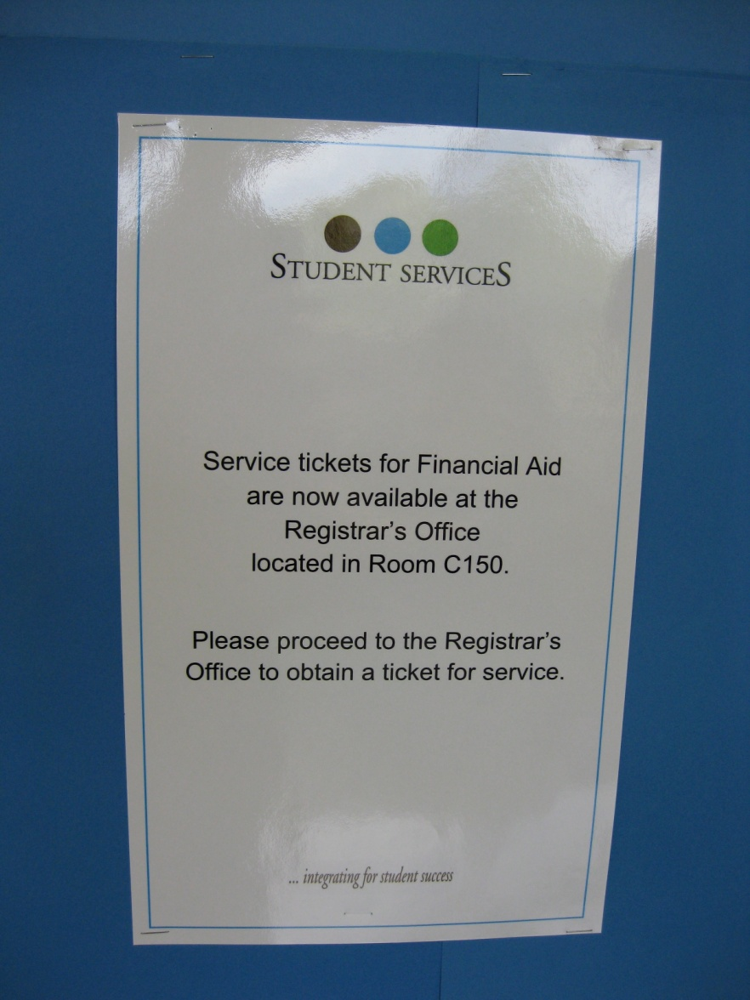 STUDENT SERVICES
Service tickets for Financial Aid
are now available at the
Registrar's Office
located in Room C150.
Please proceed to the Registrar's
Office to obtain a ticket for service.
... integrating for student success